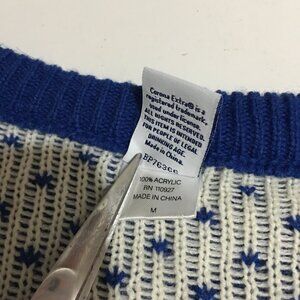 Corona Extra® is a
registered trademark,
used under license.
ALL RIGHTS RESERVED.
THIS ITEM IS INTENDED
FOR PEOPLE OF LEGAL
DRINKING AGE.
Made in China.
100% ACRYLIC
RN 110927
MADE IN CHINA
M